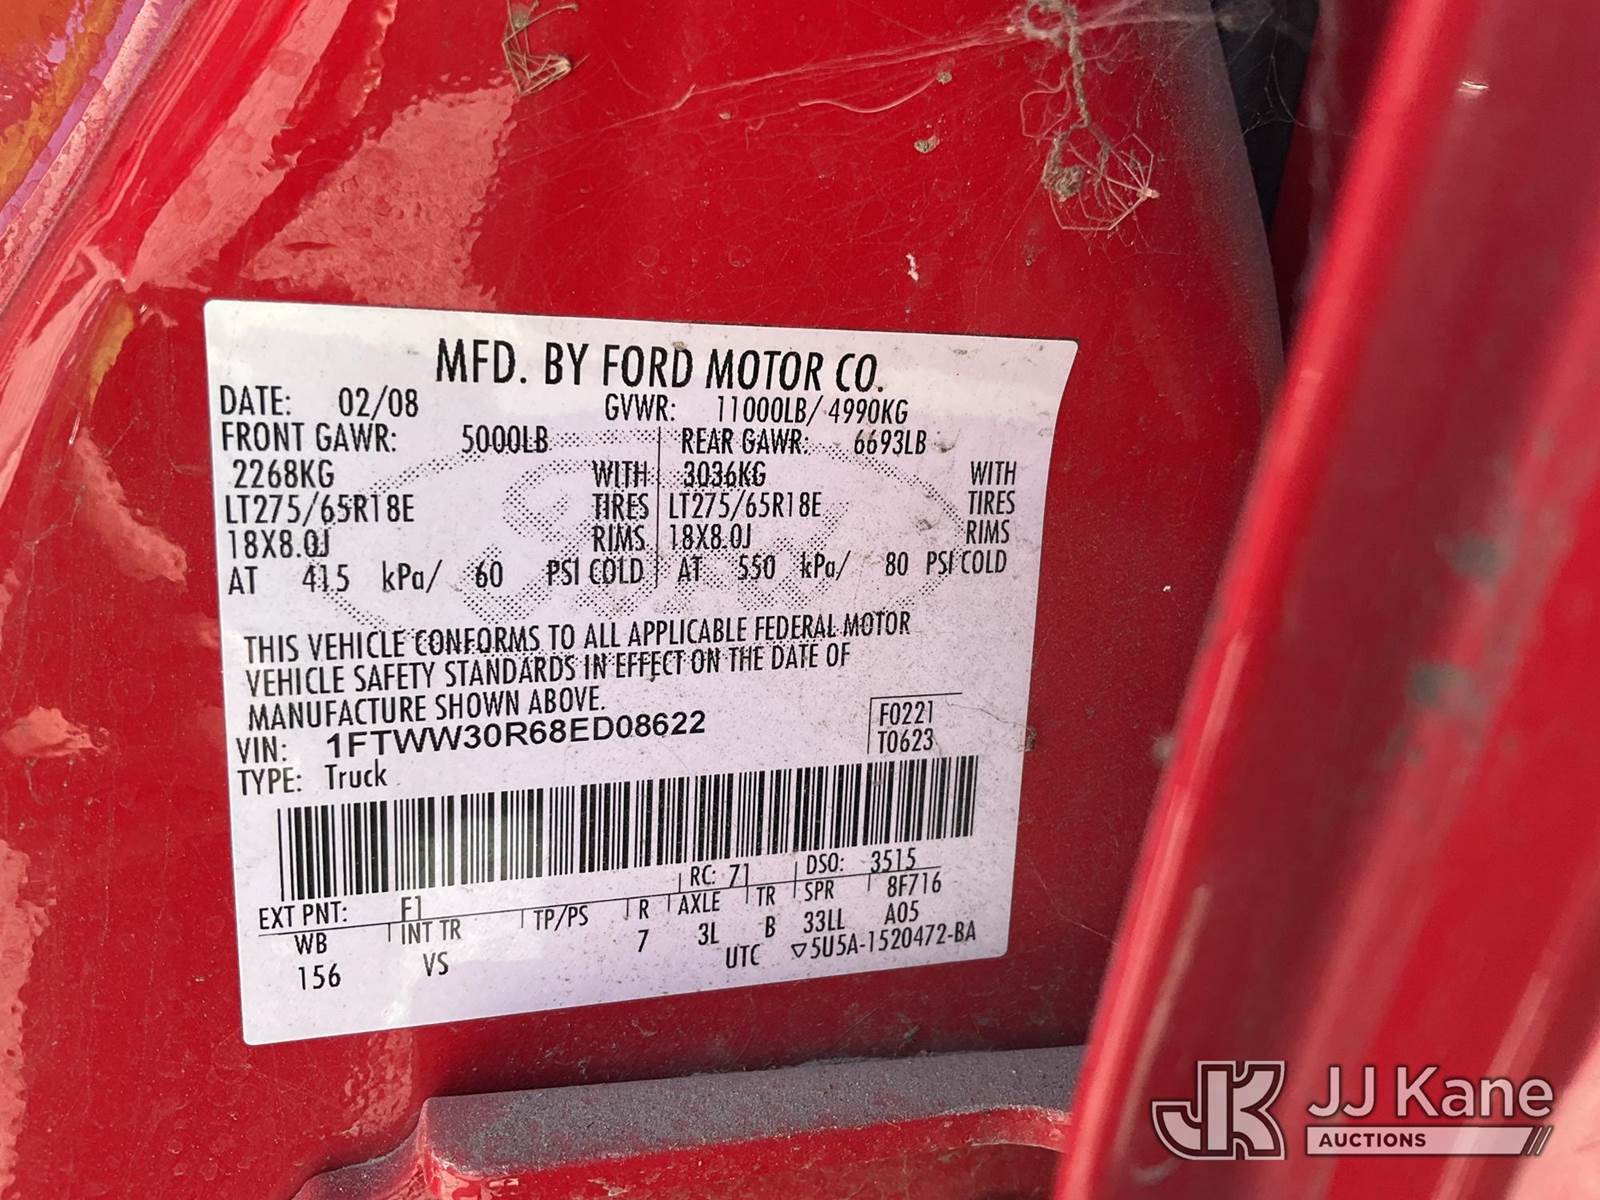 MFD. BY FORD MOTOR CO.
DATE: 02/08 GVWR: 11000LB/ 4990KG
FRONT GAWR: 5000LB REAR GAWR: 6693LB
2268KG WITH 3036KG WITH
LT275/65R18E TIRES LT275/65R18E TIRES
18X8.0J RIMS 18X8.0J RIMS
AT 415 kPa/ 60 PSI COLD AT 550 kPa/ 80 PSI COLD
THIS VEHICLE CONFORMS TO ALL APPLICABLE FEDERAL MOTOR
VEHICLE SAFETY STANDARDS IN EFFECT ON THE DATE OF
MANUFACTURE SHOWN ABOVE.
F0221
VIN: 1FTWW30R68ED08622
T0623
TYPE: Truck
EXT PNT: F1 RC: 71 DSO: 3515
WB INT TR TP/PS R AXLE TR SPR 8F716
156 VS 7 3L B 33LL A05
UTC ▽5U5A-1520472-BA
JK JJ Kane
AUCTIONS